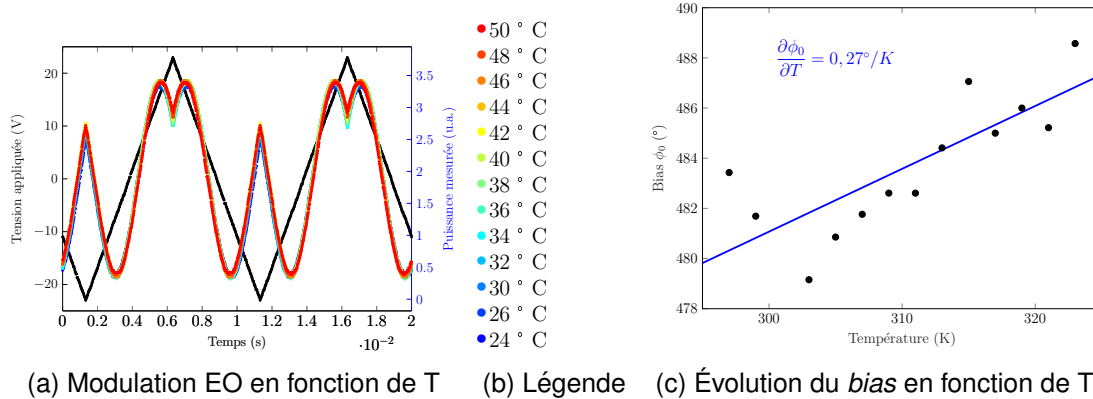 Tension appliquée (V)
20
10
0
−10
−20
0 0.2 0.4 0.6 0.8 1 1.2 1.4 1.6 1.8 2
Temps (s)
·10⁻²
Puissance mesurée (u.a.)
3.5
3
2.5
2
1.5
1
0.5
0
50 ° C
48 ° C
46 ° C
44 ° C
42 ° C
40 ° C
38 ° C
36 ° C
34 ° C
32 ° C
30 ° C
26 ° C
24 ° C
Bias ϕ₀ (°)
490
488
486
484
482
480
478
∂ϕ₀/∂T = 0, 27°/K
300 310 320
Température (K)
(a) Modulation EO en fonction de T
(b) Légende
(c) Évolution du bias en fonction de T